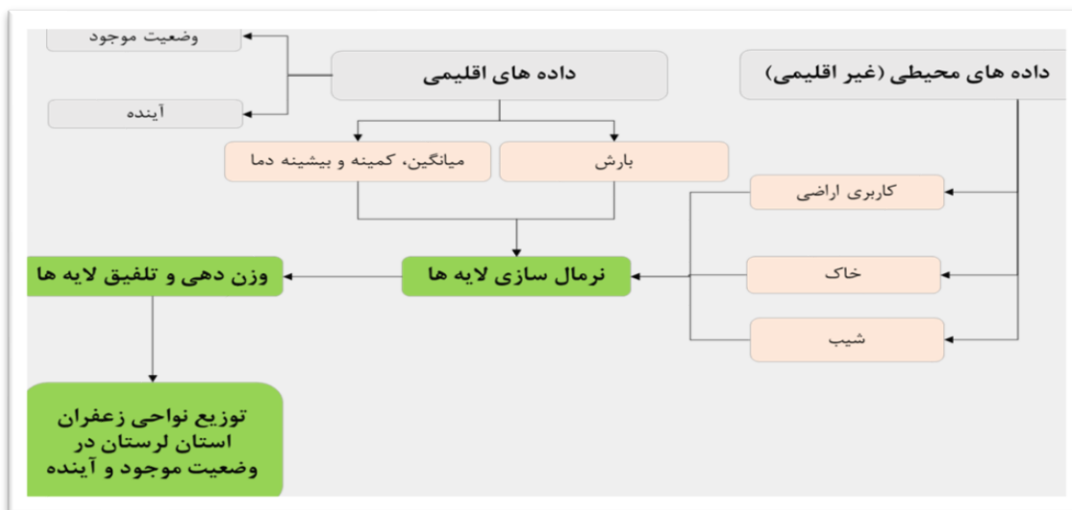 وضعیت موجود
داده های اقلیمی
داده های محیطی (غیر اقلیمی)
آینده
بارش
میانگین، کمینه و بیشینه دما
کاربری اراضی
خاک
شیب
نرمال سازی لایه ها
وزن دهی و تلفیق لایه ها
توزیع نواحی زعفران
استان لرستان در
وضعیت موجود و آینده